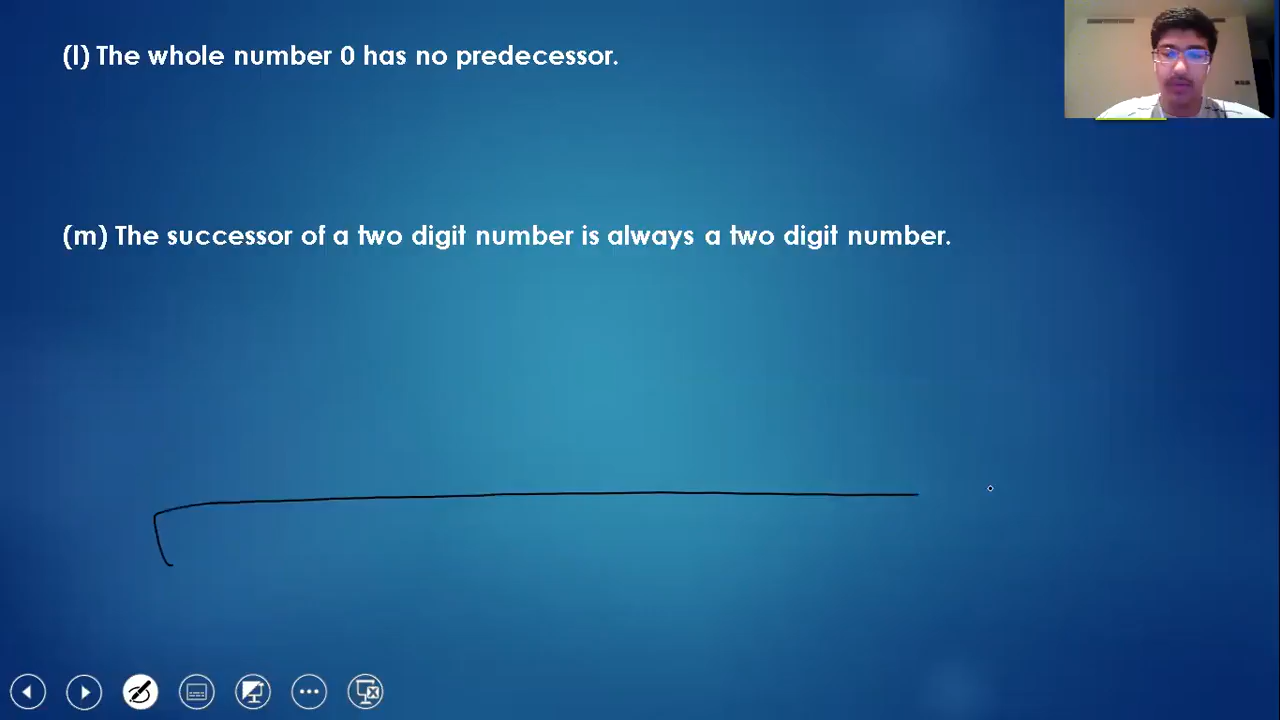 (l) The whole number 0 has no predecessor.
(m) The successor of a two digit number is always a two digit number.